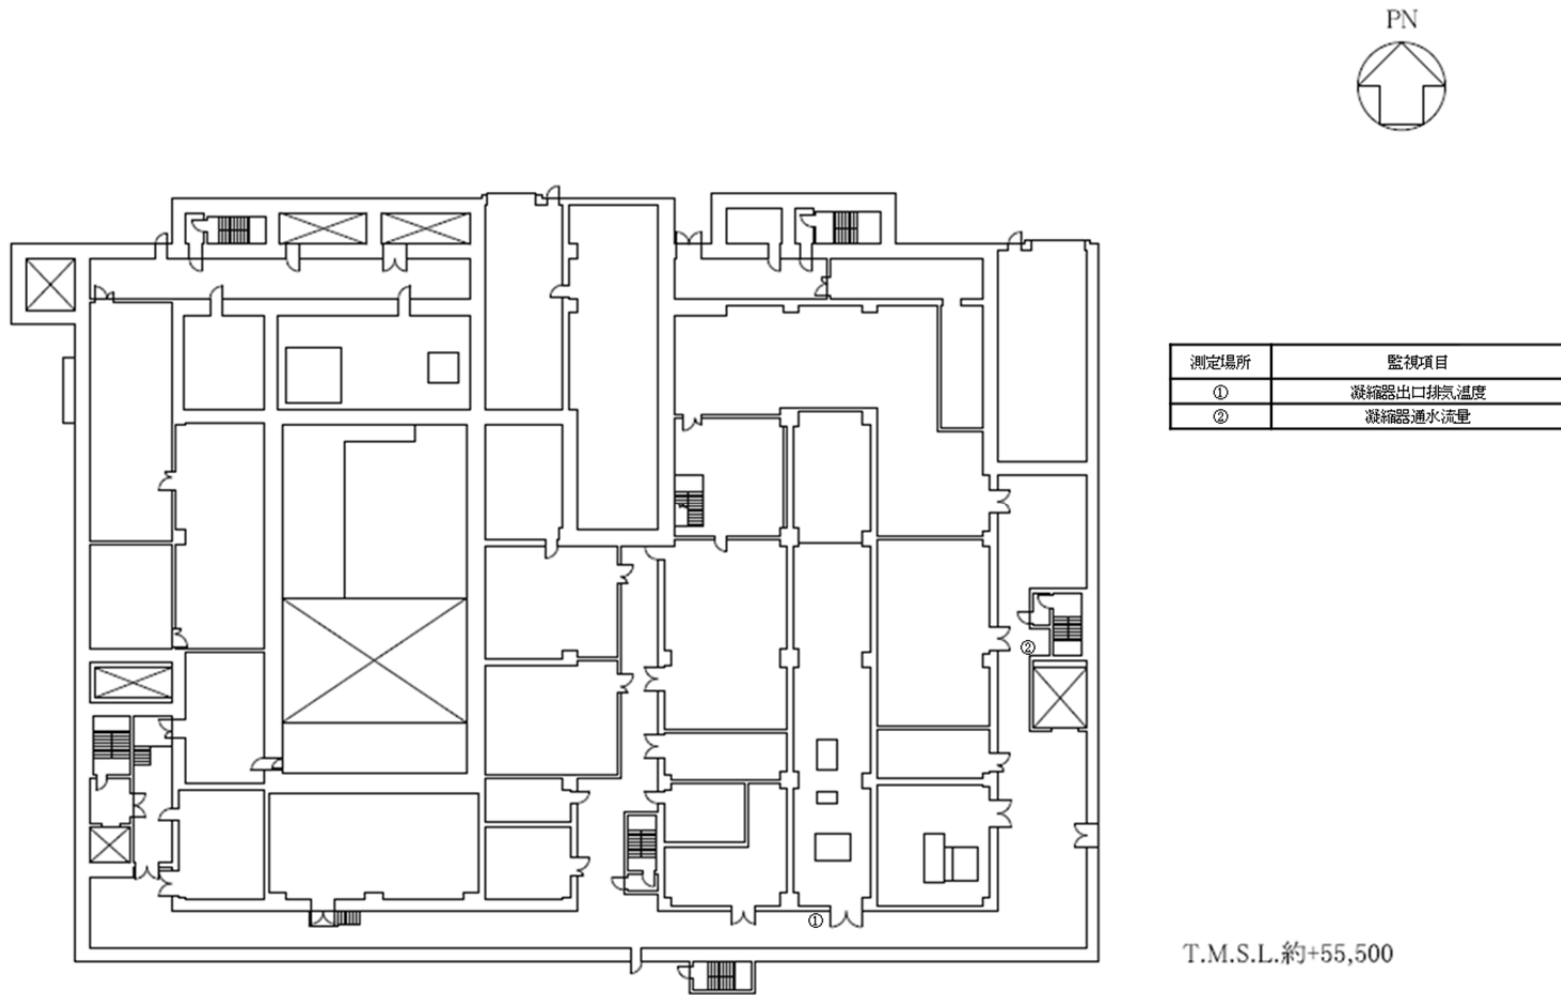 PN
測定場所 監視項目
① 凝縮器出口排気温度
② 凝縮器通水流量
②
①
T.M.S.L.約+55,500